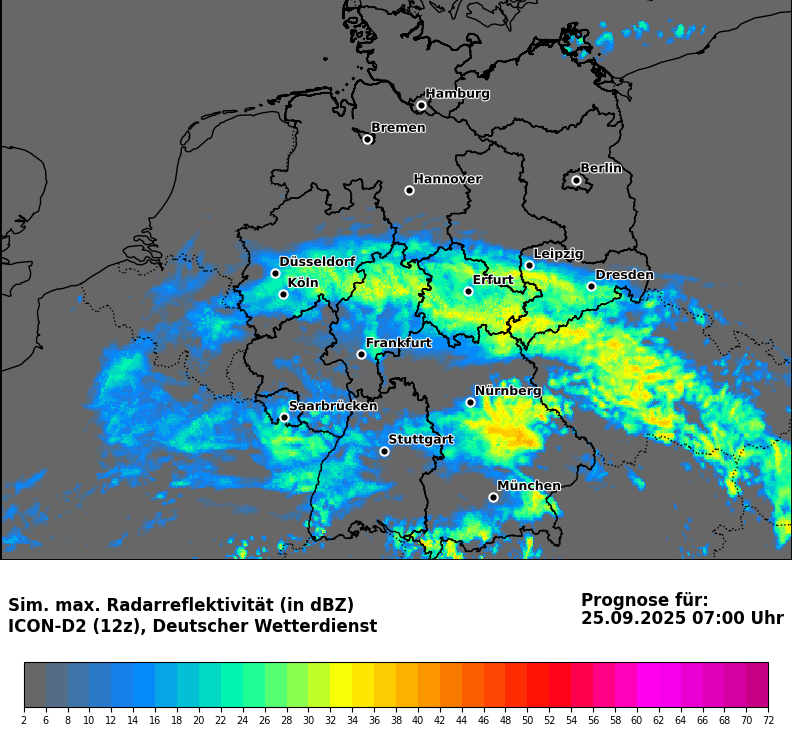 Hamburg
Bremen
Berlin
Hannover
Leipzig
Düsseldorf
Dresden
Köln
Erfurt
Frankfurt
Nürnberg
Saarbrücken
Stuttgart
München
Sim. max. Radarreflektivität (in dBZ)
ICON-D2 (12z), Deutscher Wetterdienst
Prognose für:
25.09.2025 07:00 Uhr
2 6 8 10 12 14 16 18 20 22 24 26 28 30 32 34 36 38 40 42 44 46 48 50 52 54 56 58 60 62 64 66 68 70 72